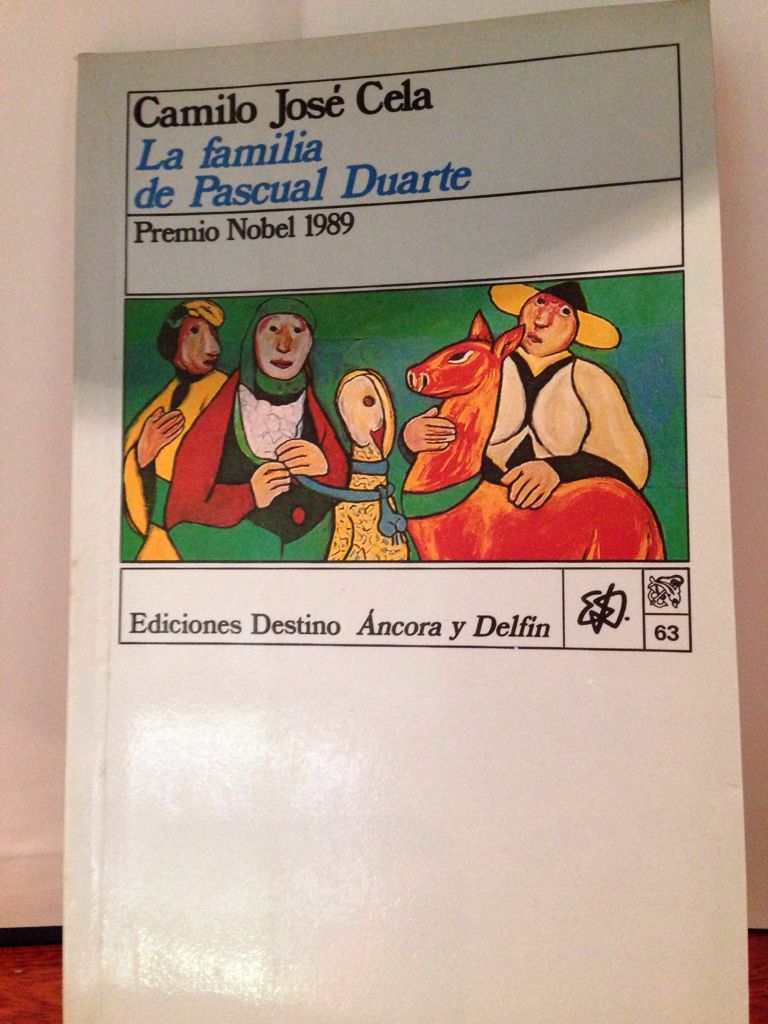 Camilo José Cela
La familia
de Pascual Duarte
Premio Nobel 1989
Ediciones Destino Áncora y Delfín
63